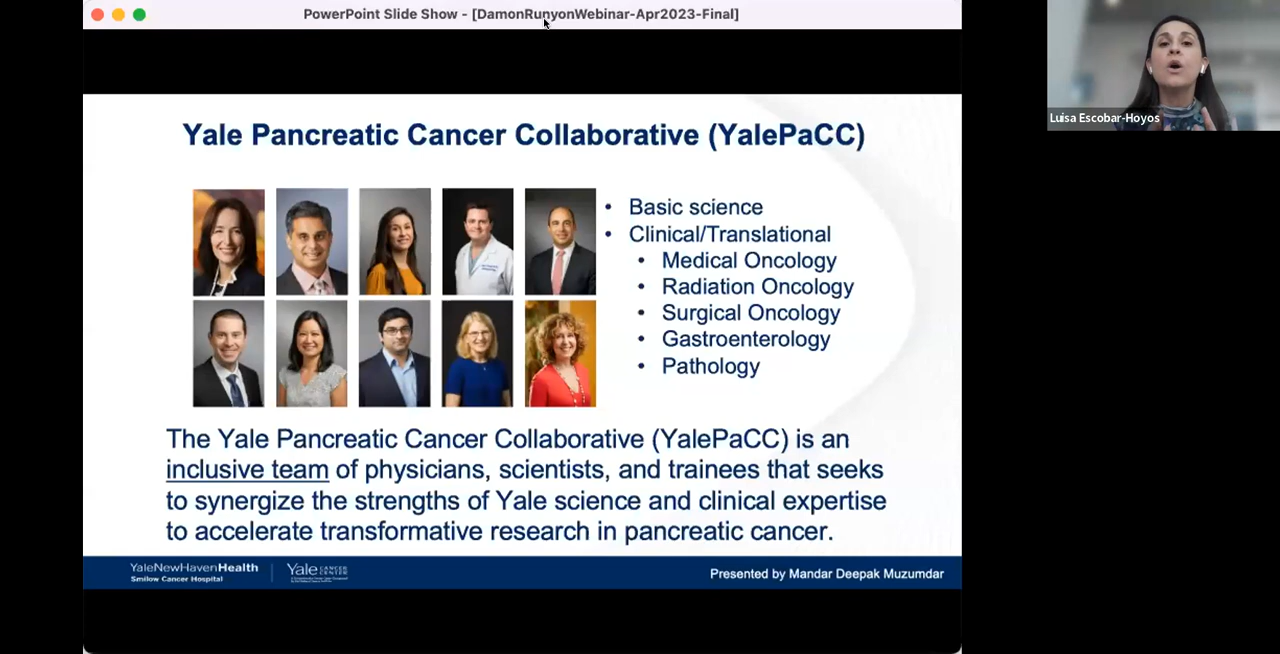 PowerPoint Slide Show - [DamonRunyonWebinar-Apr2023-Final]
Luisa Escobar-Hoyos
Yale Pancreatic Cancer Collaborative (YalePaCC)
• Basic science
• Clinical/Translational
• Medical Oncology
• Radiation Oncology
• Surgical Oncology
• Gastroenterology
• Pathology
The Yale Pancreatic Cancer Collaborative (YalePaCC) is an
inclusive team of physicians, scientists, and trainees that seeks
to synergize the strengths of Yale science and clinical expertise
to accelerate transformative research in pancreatic cancer.
YaleNewHavenHealth
Smilow Cancer Hospital
Yale CANCER CENTER
Presented by Mandar Deepak Muzumdar